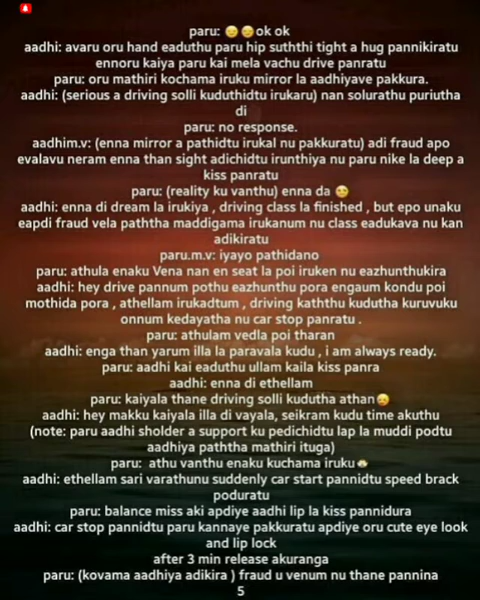 paru: 😕😕ok ok
aadhi: avaru oru hand eaduthu paru hip suththi tight a hug pannikiratu
ennoru kaiya paru kai mela vachu drive panratu
paru: oru mathiri kochama iruku mirror la aadhiyave pakkura.
aadhi: (serious a driving solli kuduthidtu irukaru) nan solurathu puriutha
di
paru: no response.
aadhim.v: (enna mirror a pathidtu irukal nu pakkuratu) adi fraud apo
evalavu neram enna than sight adichidtu irunthiya nu paru nike la deep a
kiss panratu
paru: (reality ku vanthu) enna da 😕
aadhi: enna di dream la irukiya , driving class la finished , but epo unaku
eapdi fraud vela paththa maddigama irukanum nu class eadukava nu kan
adikiratu
paru.m.v: iyayo pathidano
paru: athula enaku Vena nan en seat la poi iruken nu eazhunthukira
aadhi: hey drive pannum pothu eazhunthu pora engaum kondu poi
mothida pora , athellam irukadtum , driving kaththu kudutha kuruvuku
onnum kedayatha nu car stop panratu .
paru: athulam vedla poi tharan
aadhi: enga than yarum illa la paravala kudu , i am always ready.
paru: aadhi kai eaduthu ullam kaila kiss panra
aadhi: enna di ethellam
paru: kaiyala thane driving solli kudutha athan😥
aadhi: hey makku kaiyala illa di vayala, seikram kudu time akuthu
(note: paru aadhi sholder a support ku pedichidtu lap la muddi podtu
aadhiya paththa mathiri ituga)
paru:  athu vanthu enaku kuchama iruku🙈
aadhi: ethellam sari varathunu suddenly car start pannidtu speed brack
poduratu
paru: balance miss aki apdiye aadhi lip la kiss pannidura
aadhi: car stop pannidtu paru kannaye pakkuratu apdiye oru cute eye look
and lip lock
after 3 min release akuranga
paru: (kovama aadhiya adikira ) fraud u venum nu thane pannina
5